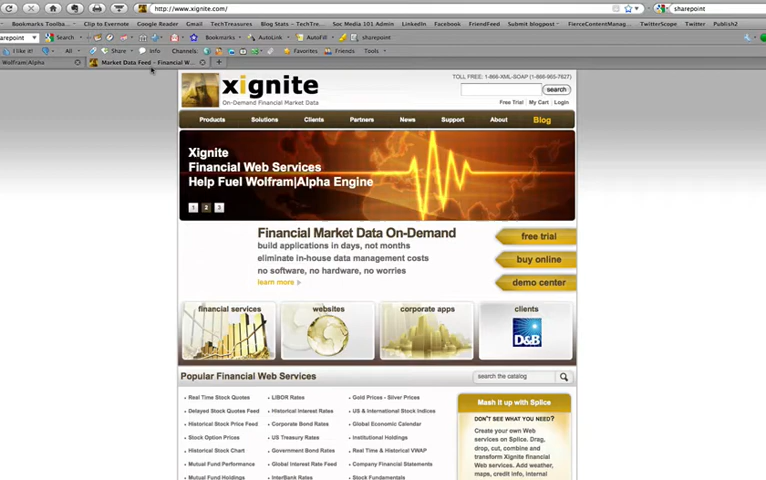 http://www.xignite.com/
sharepoint
Bookmarks Toolba...
Clip to Evernote
Google Reader
Gmail
TechTreasures
Blog Stats – TechTre...
Soc Media 101 Admin
LinkedIn
Facebook
FriendFeed
Submit blogpost
FierceContentManag...
TwitterScope
Twitter
Publish2
arepoint
Search
Bookmarks
AutoLink
AutoFill
sharepoint
I like it!
All
Share
Info
Channels:
Favorites
Friends
Tools
Wolfram|Alpha
Market Data Feed – Financial W...
xignite
On-Demand Financial Market Data
TOLL FREE: 1-866-XML-SOAP (1-866-965-7627)
search
Free Trial
My Cart
Login
Products
Solutions
Clients
Partners
News
Support
About
Blog
Xignite
Financial Web Services
Help Fuel Wolfram|Alpha Engine
1 2 3
Financial Market Data On-Demand
build applications in days, not months
eliminate in-house data management costs
no software, no hardware, no worries
learn more
free trial
buy online
demo center
financial services
websites
corporate apps
clients
D&B
Popular Financial Web Services
search the catalog
Real Time Stock Quotes
Delayed Stock Quotes Feed
Historical Stock Price Feed
Stock Option Prices
Historical Stock Chart
Mutual Fund Performance
Mutual Fund Holdings
LIBOR Rates
Historical Interest Rates
Corporate Bond Rates
US Treasury Rates
Government Bond Rates
Global Interest Rate Feed
InterBank Rates
Gold Prices - Silver Prices
US & International Stock Indices
Global Economic Calendar
Institutional Holdings
Real Time & Historical VWAP
Company Financial Statements
Stock Fundamentals
Mash it up with Splice
DON'T SEE WHAT YOU NEED?
Create your own Web
services on Splice. Drag,
drop, cut, combine and
transform Xignite financial
Web services. Add weather,
maps, credit info, internal